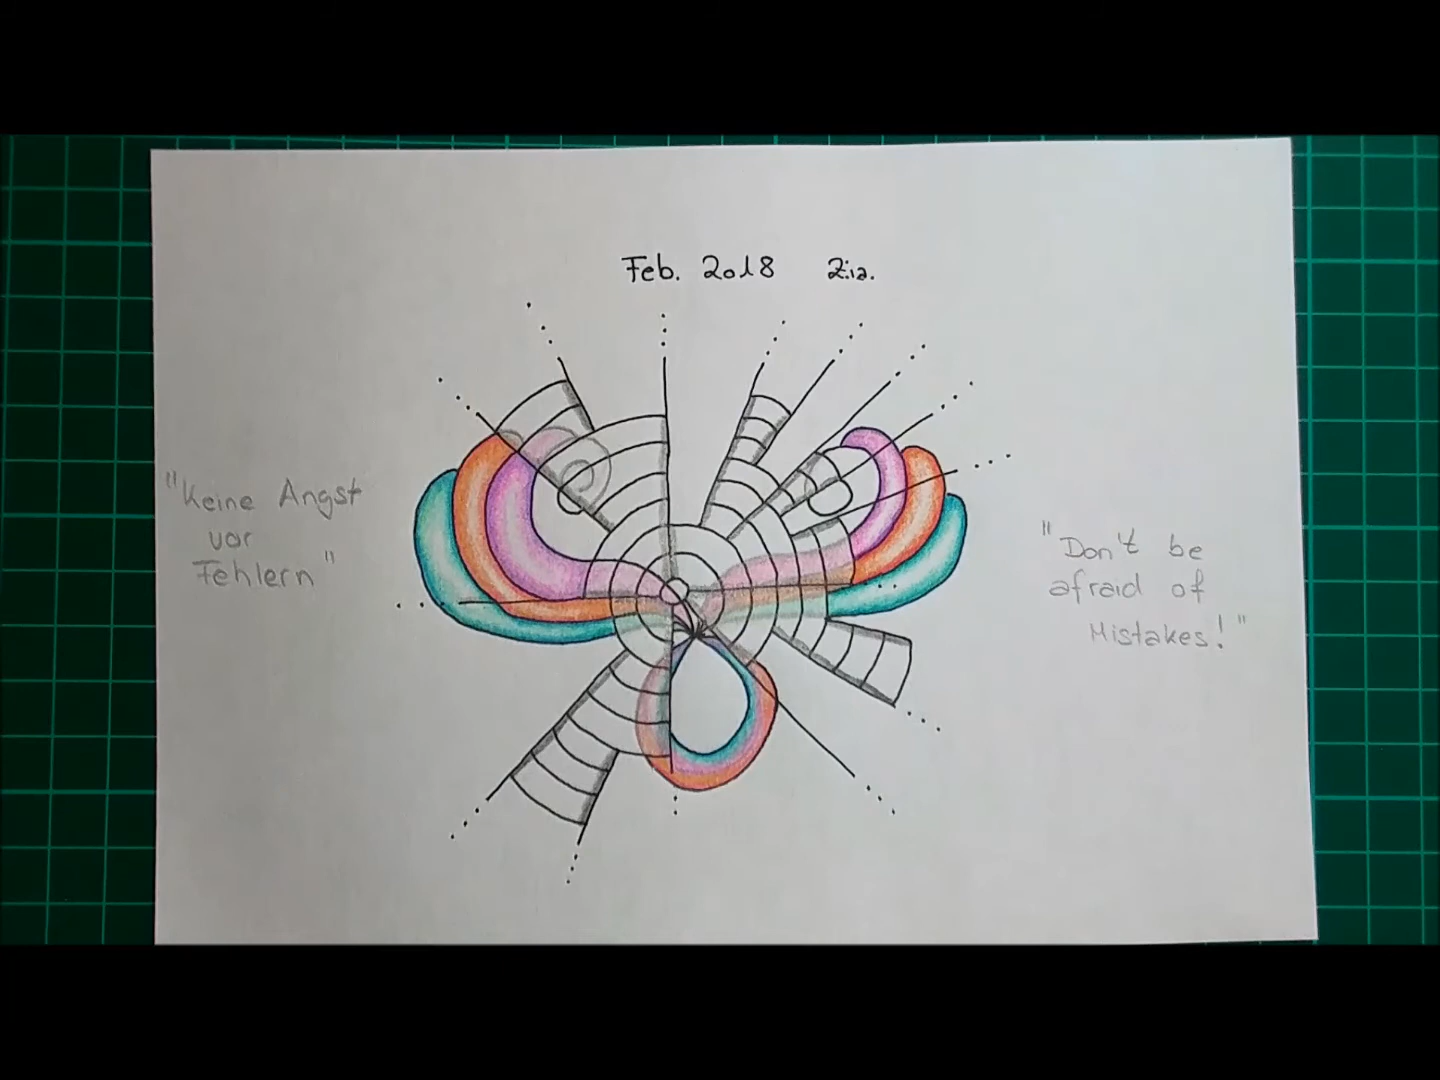 Feb. 2018 Zia.
"Keine Angst
vor
Fehlern"
"Don't be
afraid of
Mistakes!"